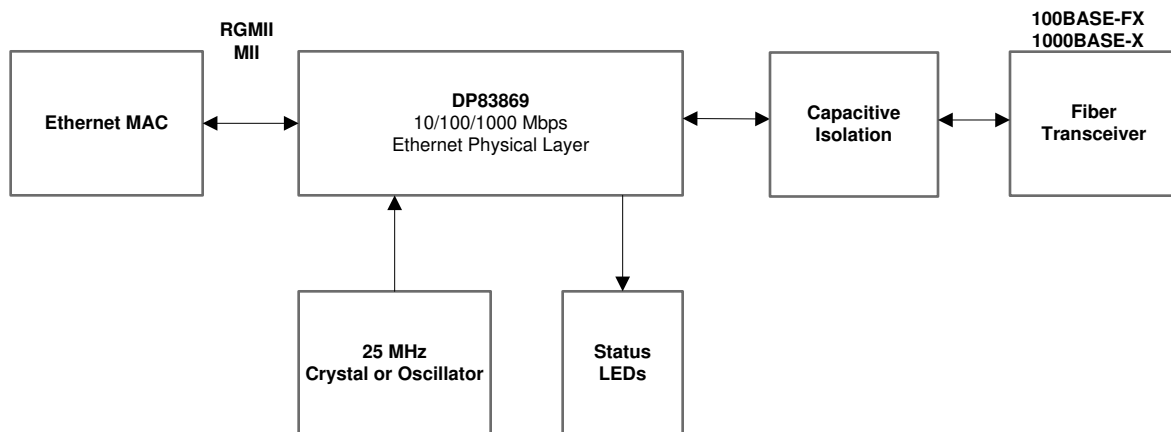 RGMII
MII
100BASE-FX
1000BASE-X
Ethernet MAC
DP83869
10/100/1000 Mbps
Ethernet Physical Layer
Capacitive
Isolation
Fiber
Transceiver
25 MHz
Crystal or Oscillator
Status
LEDs